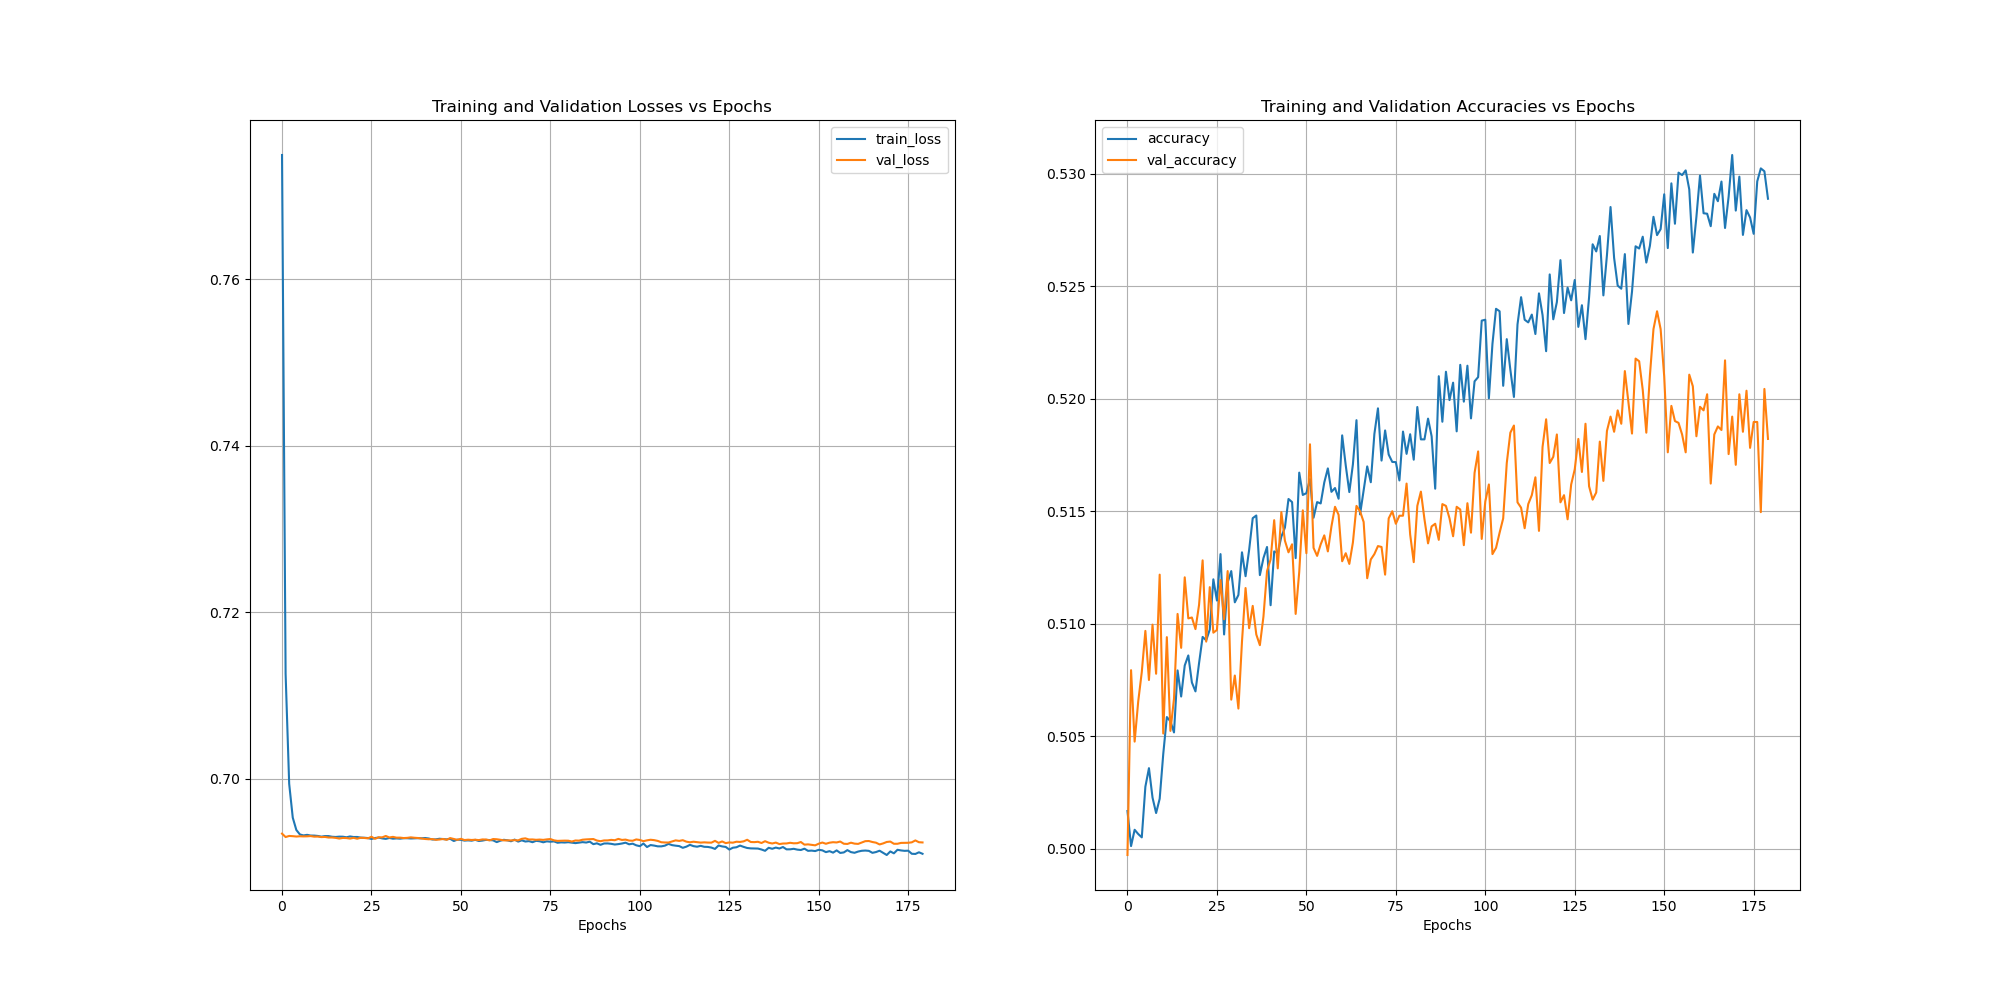 Training and Validation Losses vs Epochs
train_loss
val_loss
0.76
0.74
0.72
0.70
0 25 50 75 100 125 150 175
Epochs
Training and Validation Accuracies vs Epochs
accuracy
val_accuracy
0.530
0.525
0.520
0.515
0.510
0.505
0.500
0 25 50 75 100 125 150 175
Epochs